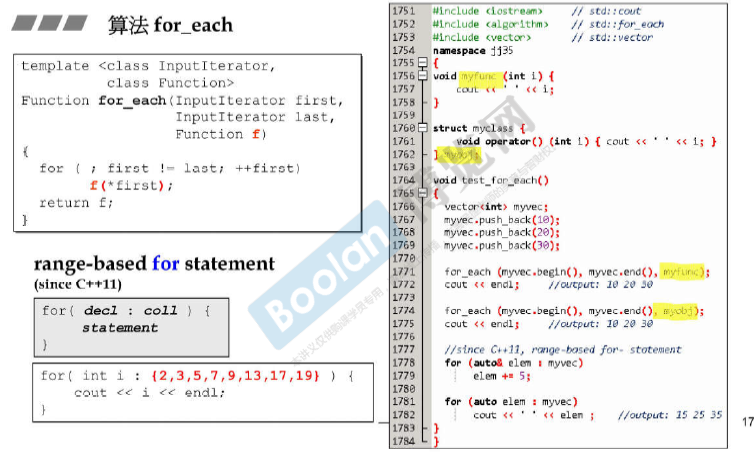 算法 for_each
template <class InputIterator,
class Function>
Function for_each(InputIterator first,
InputIterator last,
Function f)
{
for ( ; first != last; ++first)
f(*first);
return f;
}
range-based for statement
(since C++11)
for( decl : coll ) {
statement
}
for( int i : {2,3,5,7,9,13,17,19} ) {
cout << i << endl;
}
1751 #include <iostream> // std::cout
1752 #include <algorithm> // std::for_each
1753 #include <vector> // std::vector
1754 namespace jj35
1755 {
1756 void myfunc (int i) {
1757 cout << ' ' << i;
1758 }
1759
1760 struct myclass {
1761 void operator() (int i) { cout << ' ' << i; }
1762 } myobj;
1763
1764 void test_for_each()
1765 {
1766 vector<int> myvec;
1767 myvec.push_back(10);
1768 myvec.push_back(20);
1769 myvec.push_back(30);
1770
1771 for_each (myvec.begin(), myvec.end(), myfunc);
1772 cout << endl; //output: 10 20 30
1773
1774 for_each (myvec.begin(), myvec.end(), myobj);
1775 cout << endl; //output: 10 20 30
1776
1777 //since C++11, range-based for- statement
1778 for (auto& elem : myvec)
1779 elem += 5;
1780
1781 for (auto elem : myvec)
1782 cout << ' ' << elem ; //output: 15 25 35
1783 }
1784 }
Boolan
博览网
17